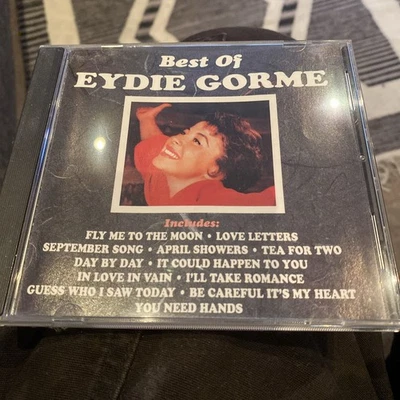 Best Of
EYDIE GORME
Includes:
FLY ME TO THE MOON • LOVE LETTERS
SEPTEMBER SONG • APRIL SHOWERS • TEA FOR TWO
DAY BY DAY • IT COULD HAPPEN TO YOU
IN LOVE IN VAIN • I'LL TAKE ROMANCE
GUESS WHO I SAW TODAY • BE CAREFUL IT'S MY HEART
YOU NEED HANDS